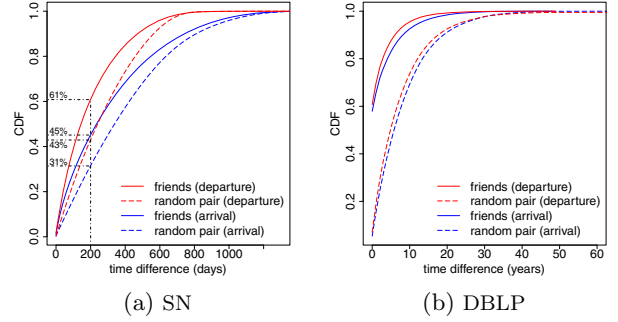 CDF
1.0
0.8
0.6
0.4
0.2
0.0
61%
45%
43%
31%
friends (departure)
random pair (departure)
friends (arrival)
random pair (arrival)
0 200 400 600 800 1000
time difference (days)
(a) SN
CDF
1.0
0.8
0.6
0.4
0.2
friends (departure)
random pair (departure)
friends (arrival)
random pair (arrival)
0 10 20 30 40 50 60
time difference (years)
(b) DBLP